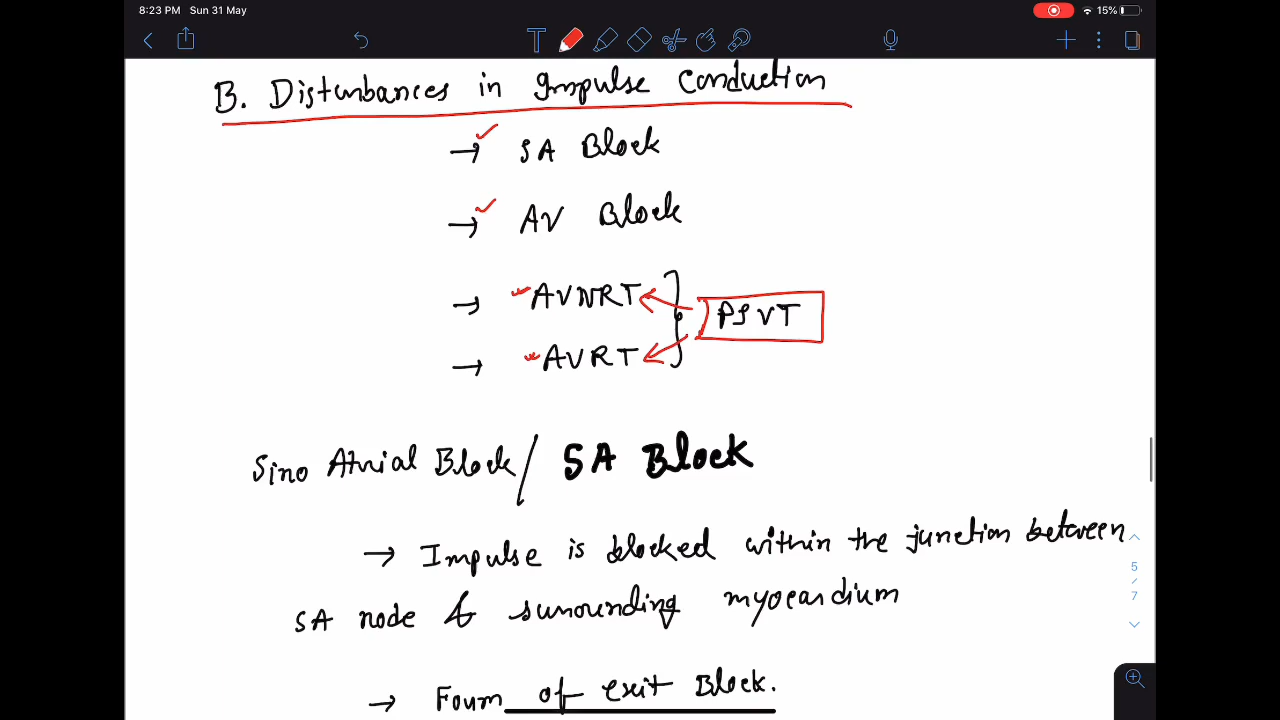 8:23 PM Sun 31 May 15%
B. Disturbances in Impulse Conduction
→ SA Block
→ AV Block
→ AVNRT
PSVT
→ AVRT
Sino Atrial Block / SA Block
→ Impulse is blocked within the junction between
SA node & surrounding myocardium
→ Form of exit Block.
5
/
7